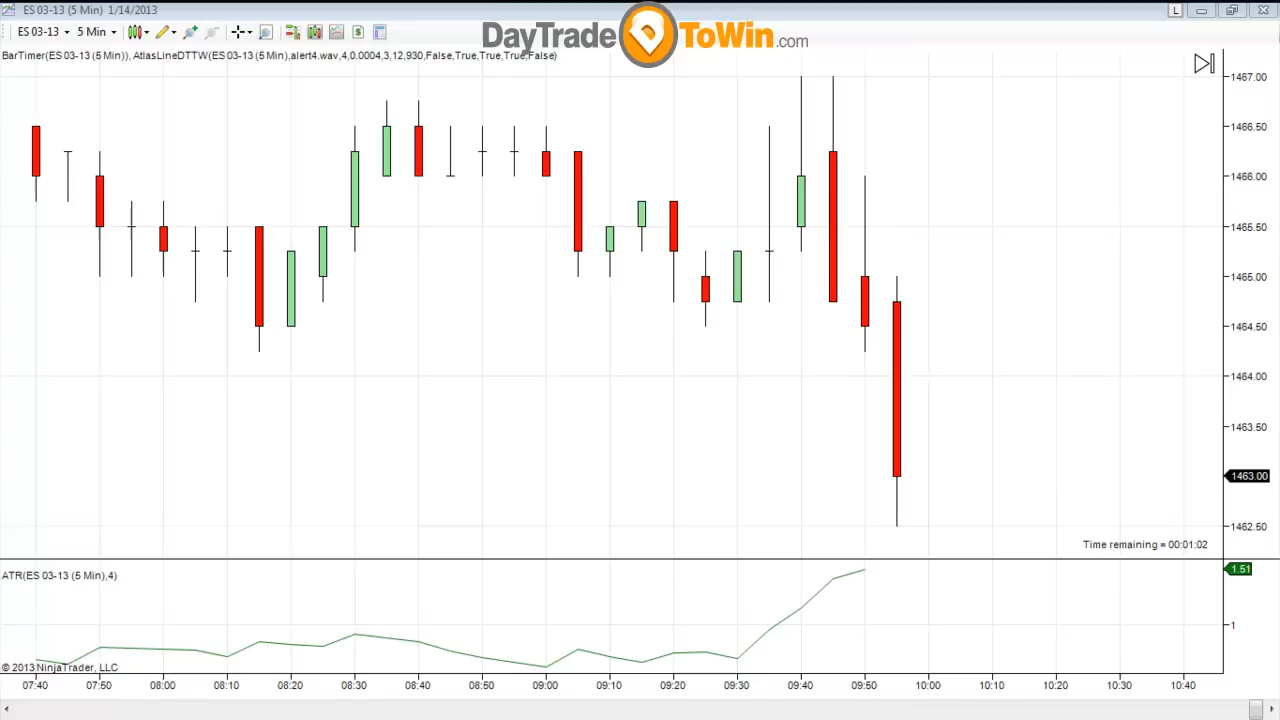 ES 03-13 (5 Min) 1/14/2013
L
ES 03-13 5 Min
DayTradeToWin.com
BarTimer(ES 03-13 (5 Min)), AtlasLineDTTW(ES 03-13 (5 Min),alert4.wav,4,0.0004,3,12,930,False,True,True,True,False)
1467.00
1466.50
1466.00
1465.50
1465.00
1464.50
1464.00
1463.50
1463.00
1462.50
Time remaining = 00:01:02
ATR(ES 03-13 (5 Min),4)
1.51
1
© 2013 NinjaTrader, LLC
07:40 07:50 08:00 08:10 08:20 08:30 08:40 08:50 09:00 09:10 09:20 09:30 09:40 09:50 10:00 10:10 10:20 10:30 10:40